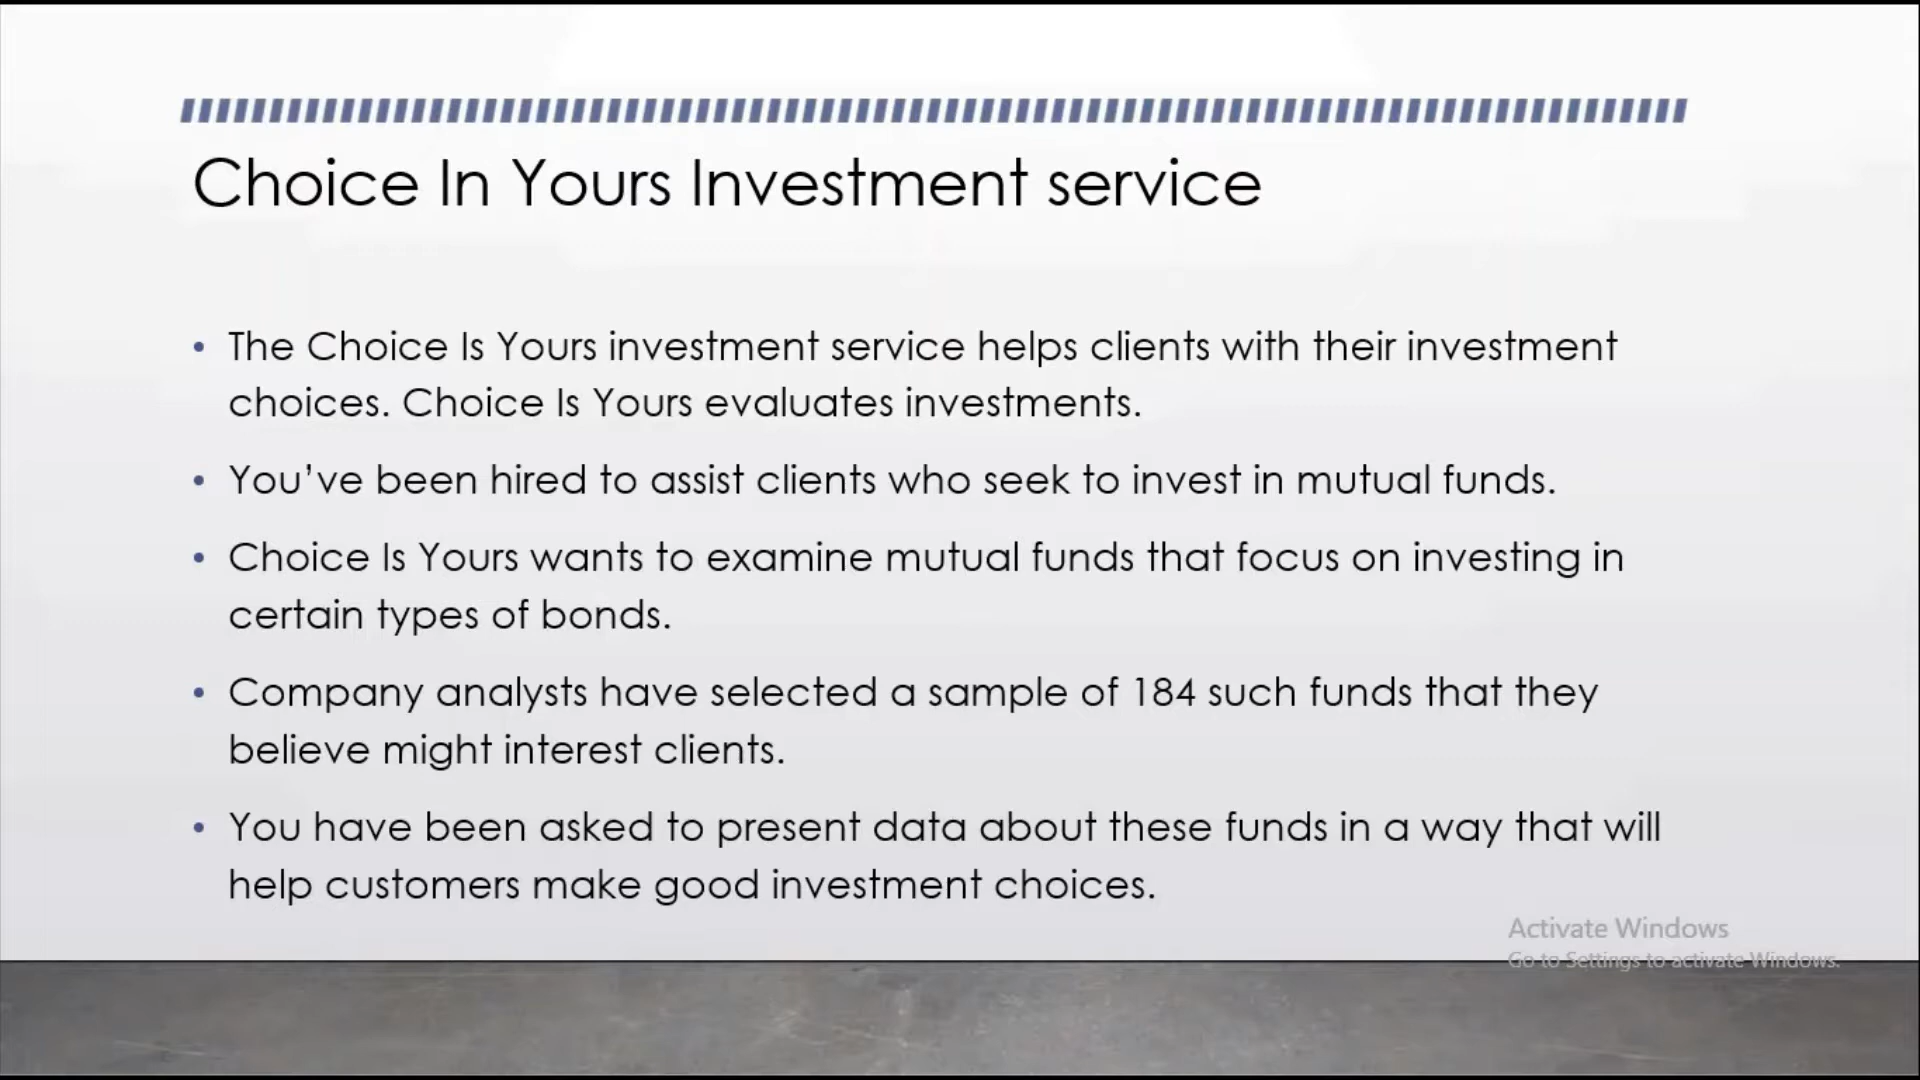 Choice In Yours Investment service
• The Choice Is Yours investment service helps clients with their investment
choices. Choice Is Yours evaluates investments.
• You’ve been hired to assist clients who seek to invest in mutual funds.
• Choice Is Yours wants to examine mutual funds that focus on investing in
certain types of bonds.
• Company analysts have selected a sample of 184 such funds that they
believe might interest clients.
• You have been asked to present data about these funds in a way that will
help customers make good investment choices.
Activate Windows
Go to Settings to activate Windows.